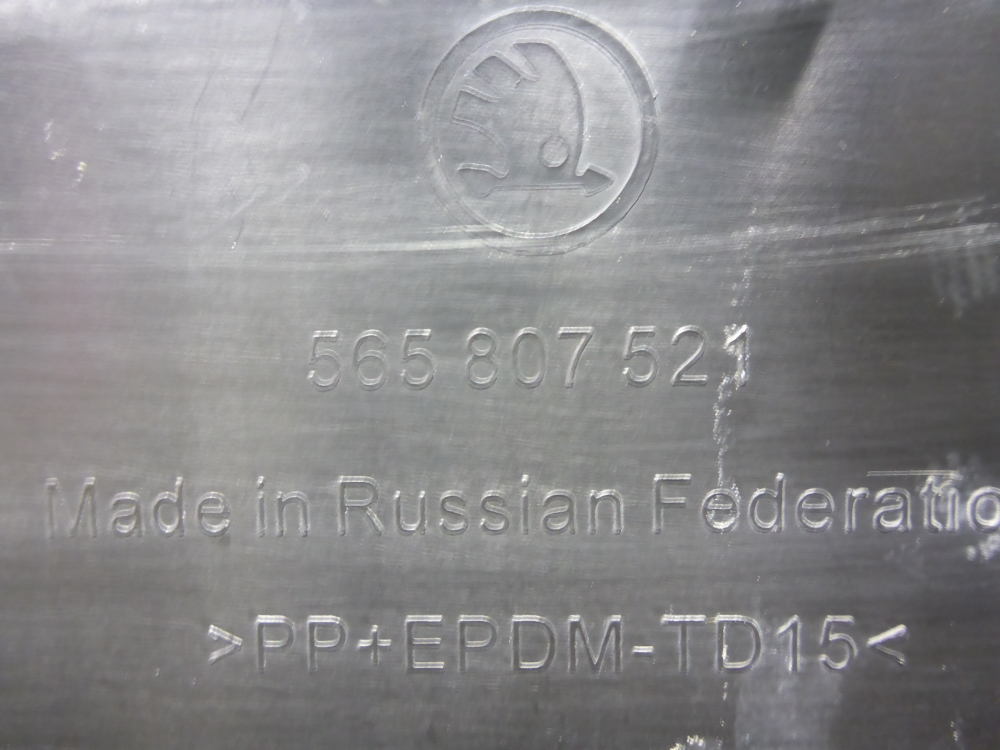 565 807 521
Made in Russian Federatio
>PP+EPDM-TD15<